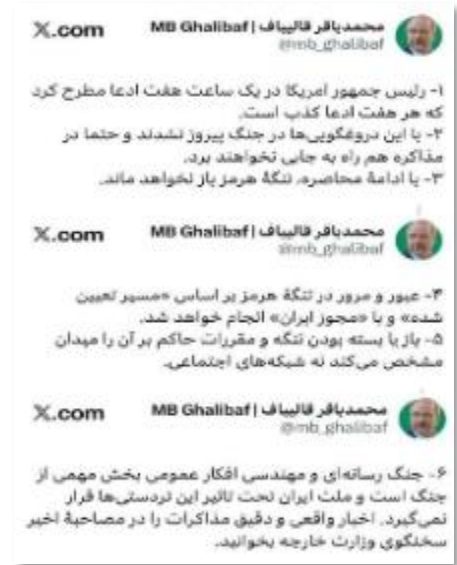 محمدباقر قالیباف | MB Ghalibaf
X.com
@mb_ghalibaf
۱- رئیس جمهور امریکا در یک ساعت هفت ادعا مطرح کرد
که هر هفت ادعا کذب است.
۲- با این دروغگویی‌ها در جنگ پیروز نشدند و حتما در
مذاکره هم راه به جایی نخواهند برد.
۳- با ادامهٔ محاصره، تنگهٔ هرمز باز نخواهد ماند.
محمدباقر قالیباف | MB Ghalibaf
X.com
@mb_ghalibaf
۴- عبور و مرور در تنگهٔ هرمز بر اساس «مسیر تعیین
شده» و با «مجوز ایران» انجام خواهد شد.
۵- باز یا بسته بودن تنگه و مقررات حاکم بر آن را میدان
مشخص می‌کند نه شبکه‌های اجتماعی.
محمدباقر قالیباف | MB Ghalibaf
X.com
@mb_ghalibaf
۶- جنگ رسانه‌ای و مهندسی افکار عمومی بخش مهمی از
جنگ است و ملت ایران تحت تاثیر این تردستی‌ها قرار
نمی‌گیرد. اخبار واقعی و دقیق مذاکرات را در مصاحبهٔ اخیر
سخنگوی وزارت خارجه بخوانید.